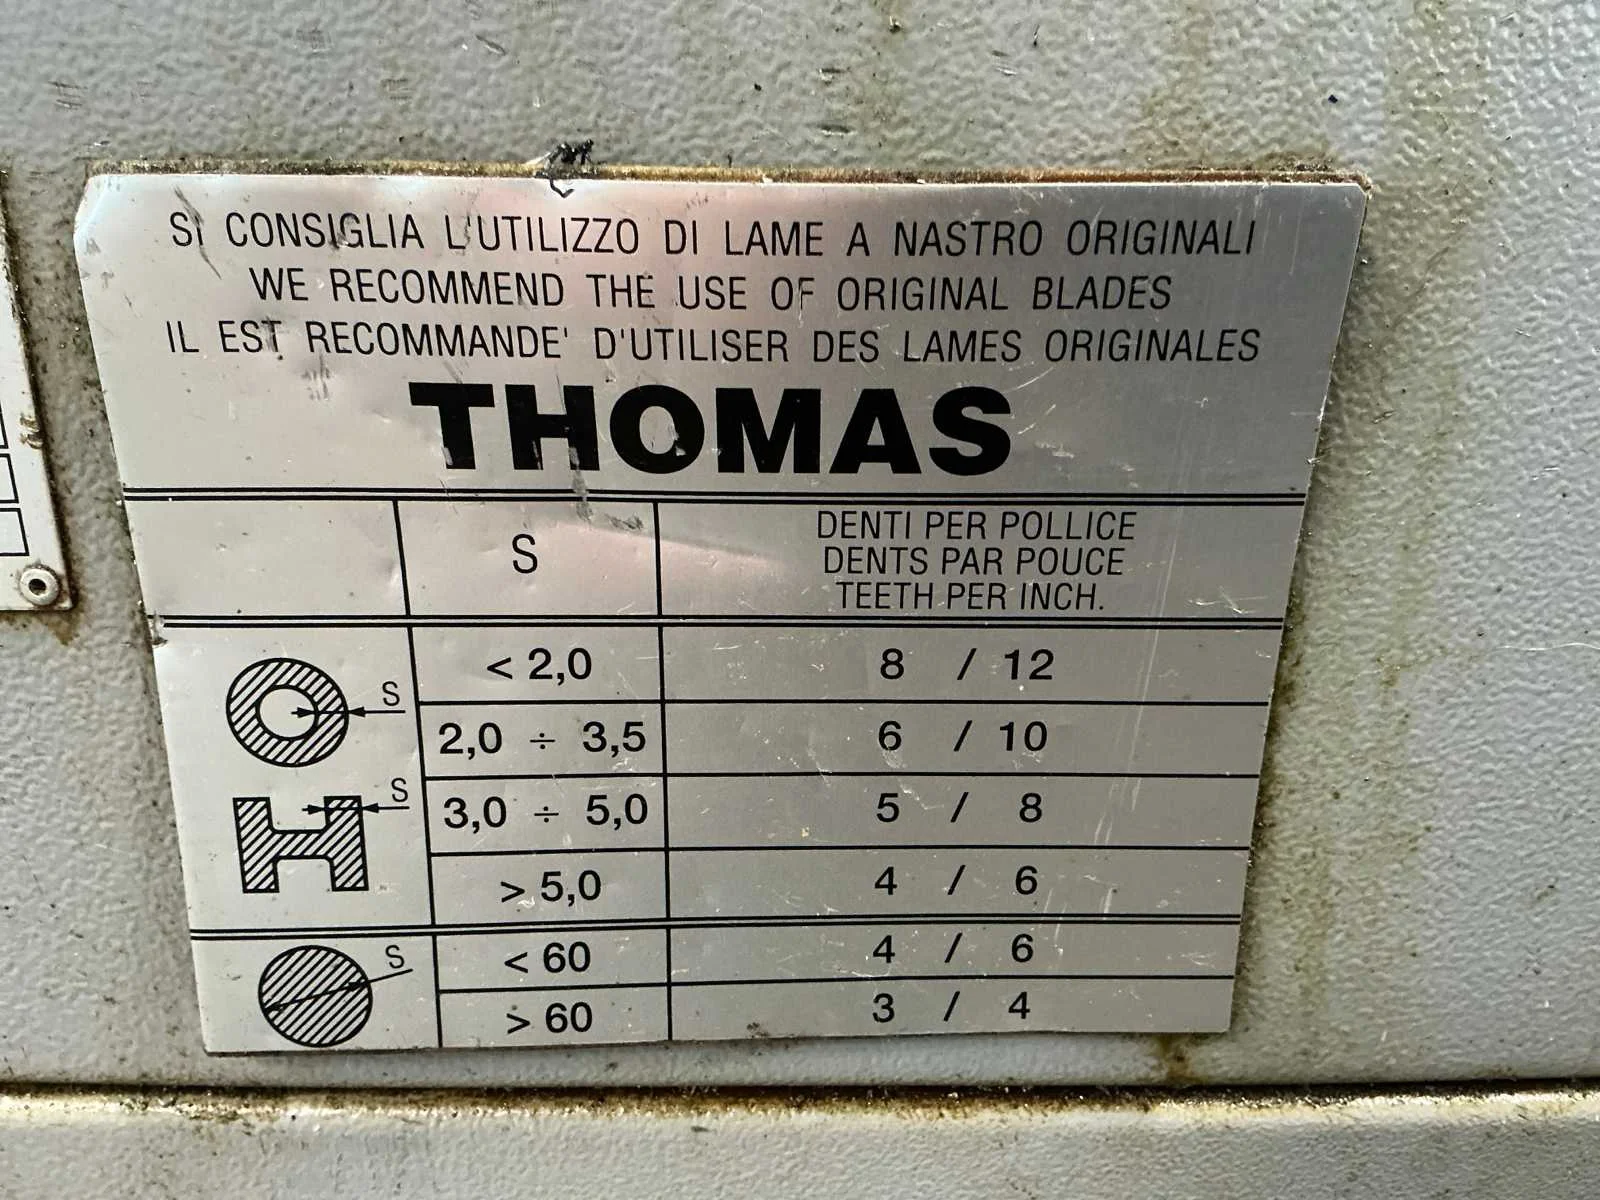 SI CONSIGLIA L'UTILIZZO DI LAME A NASTRO ORIGINALI
WE RECOMMEND THE USE OF ORIGINAL BLADES
IL EST RECOMMANDE' D'UTILISER DES LAMES ORIGINALES
THOMAS
S
DENTI PER POLLICE
DENTS PAR POUCE
TEETH PER INCH.
S
< 2,0 8 / 12
2,0 ÷ 3,5 6 / 10
S
3,0 ÷ 5,0 5 / 8
> 5,0 4 / 6
S
< 60 4 / 6
> 60 3 / 4